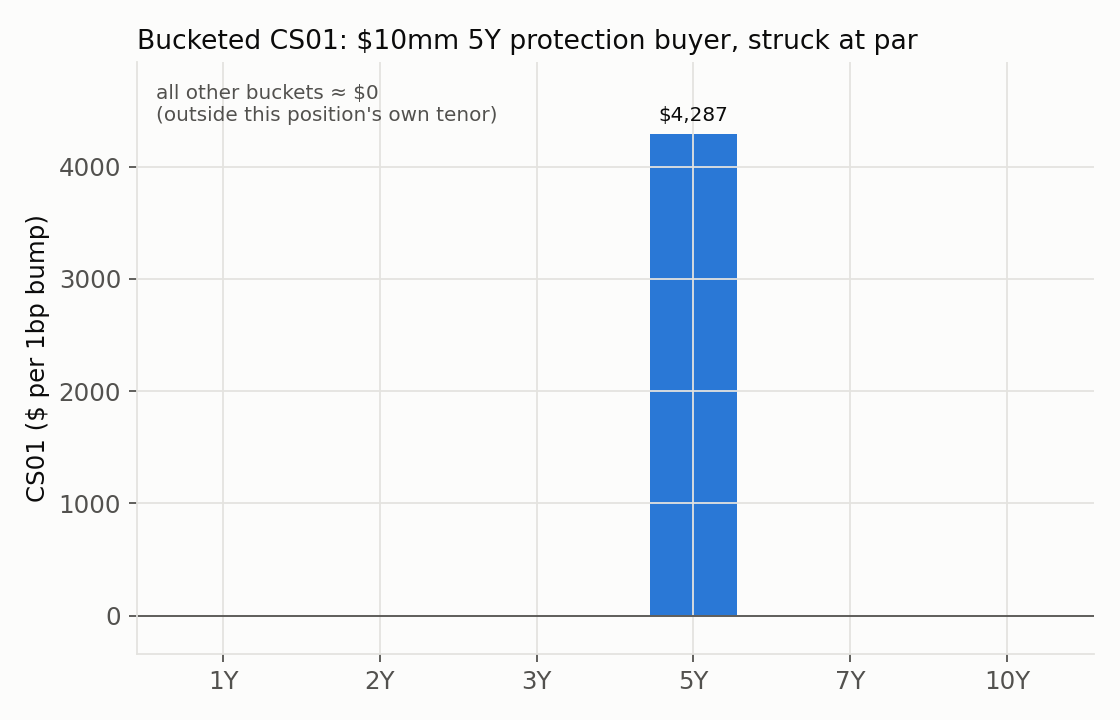 Bucketed CS01: $10mm 5Y protection buyer, struck at par
all other buckets ≈ $0
(outside this position's own tenor)
$4,287
CS01 ($ per 1bp bump)
4000
3000
2000
1000
0
1Y 2Y 3Y 5Y 7Y 10Y